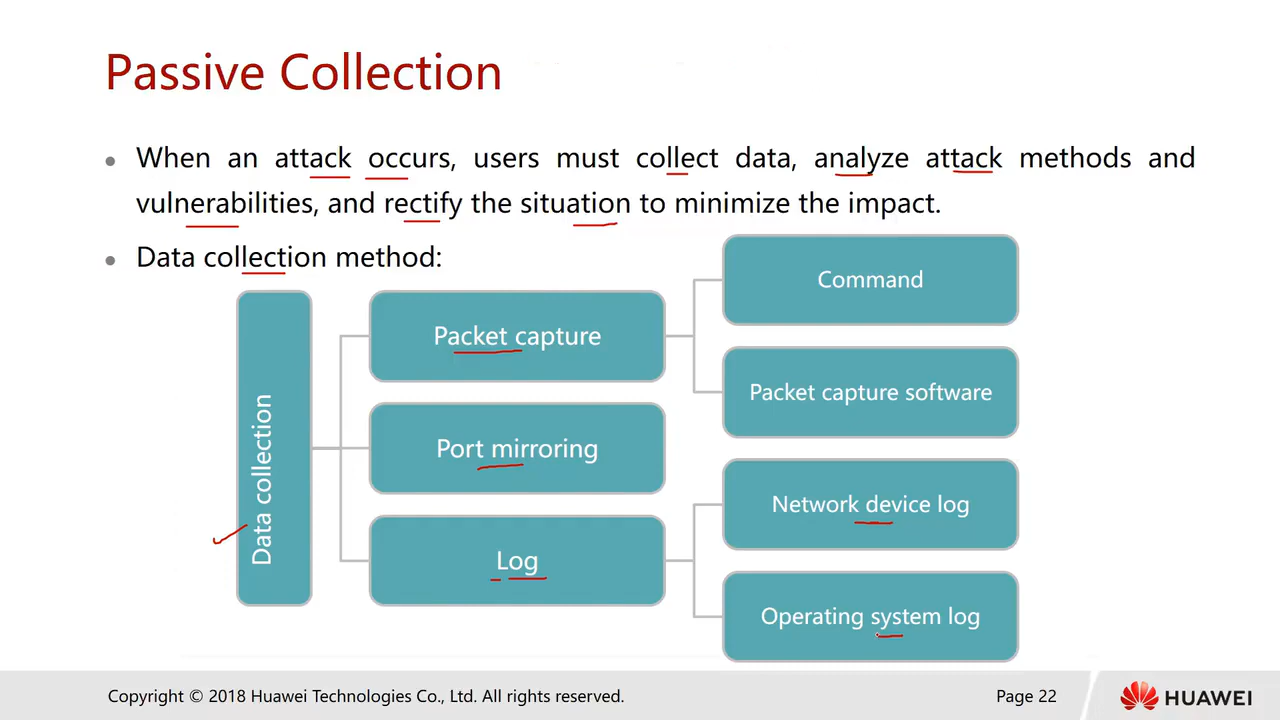 Passive Collection
• When an attack occurs, users must collect data, analyze attack methods and
vulnerabilities, and rectify the situation to minimize the impact.
• Data collection method:
Data collection
Packet capture
Command
Packet capture software
Port mirroring
Log
Network device log
Operating system log
Copyright © 2018 Huawei Technologies Co., Ltd. All rights reserved.
Page 22
HUAWEI